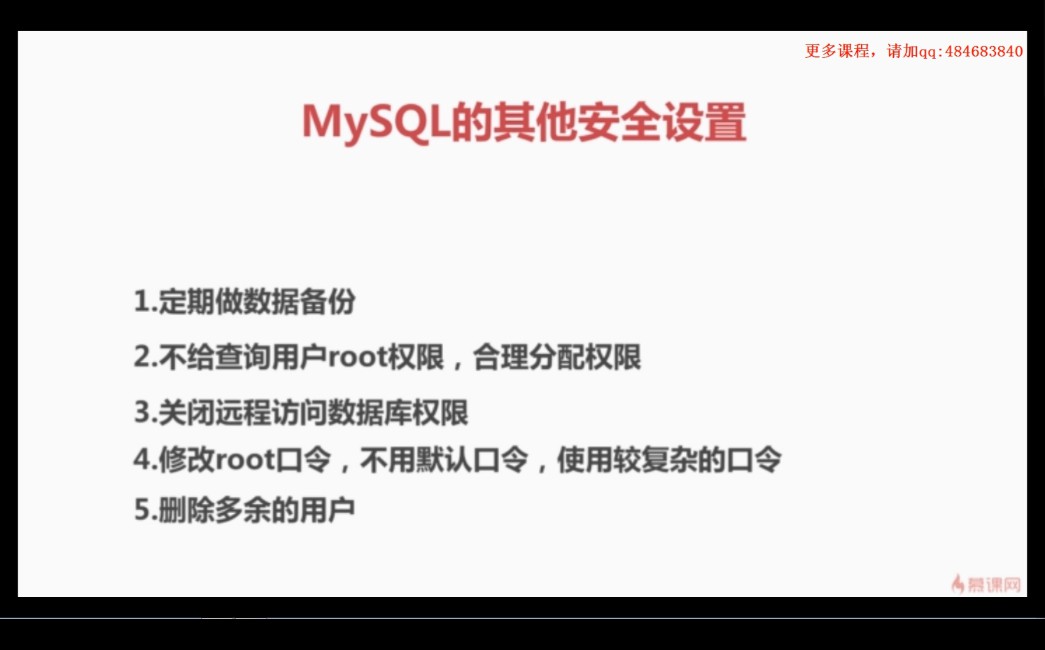 更多课程，请加qq:484683840
MySQL的其他安全设置
1.定期做数据备份
2.不给查询用户root权限，合理分配权限
3.关闭远程访问数据库权限
4.修改root口令，不用默认口令，使用较复杂的口令
5.删除多余的用户
慕课网